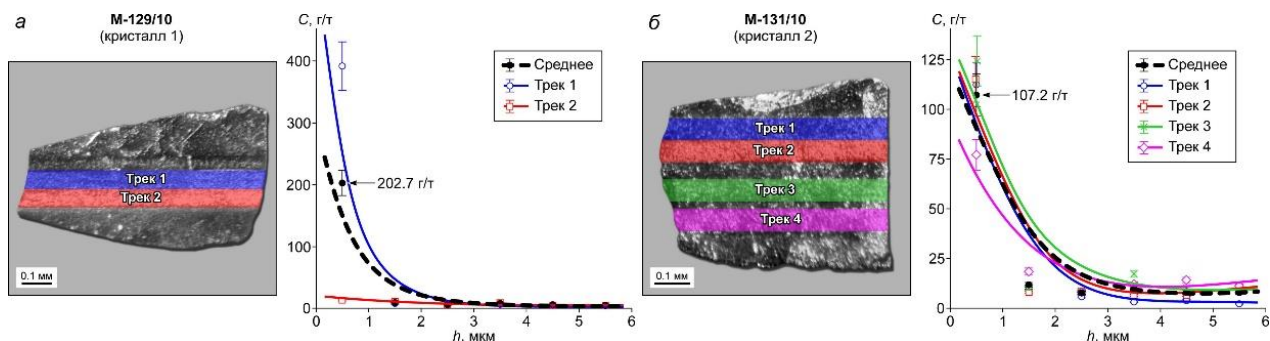 а
М-129/10
(кристалл 1)
Трек 1
Трек 2
0.1 мм
C, г/т
400
300
200
100
0
202.7 г/т
Среднее
Трек 1
Трек 2
0 1 2 3 4 5 6
h, мкм
б
М-131/10
(кристалл 2)
Трек 1
Трек 2
Трек 3
Трек 4
0.1 мм
C, г/т
125
100
75
50
25
0
107.2 г/т
Среднее
Трек 1
Трек 2
Трек 3
Трек 4
0 1 2 3 4 5 6
h, мкм